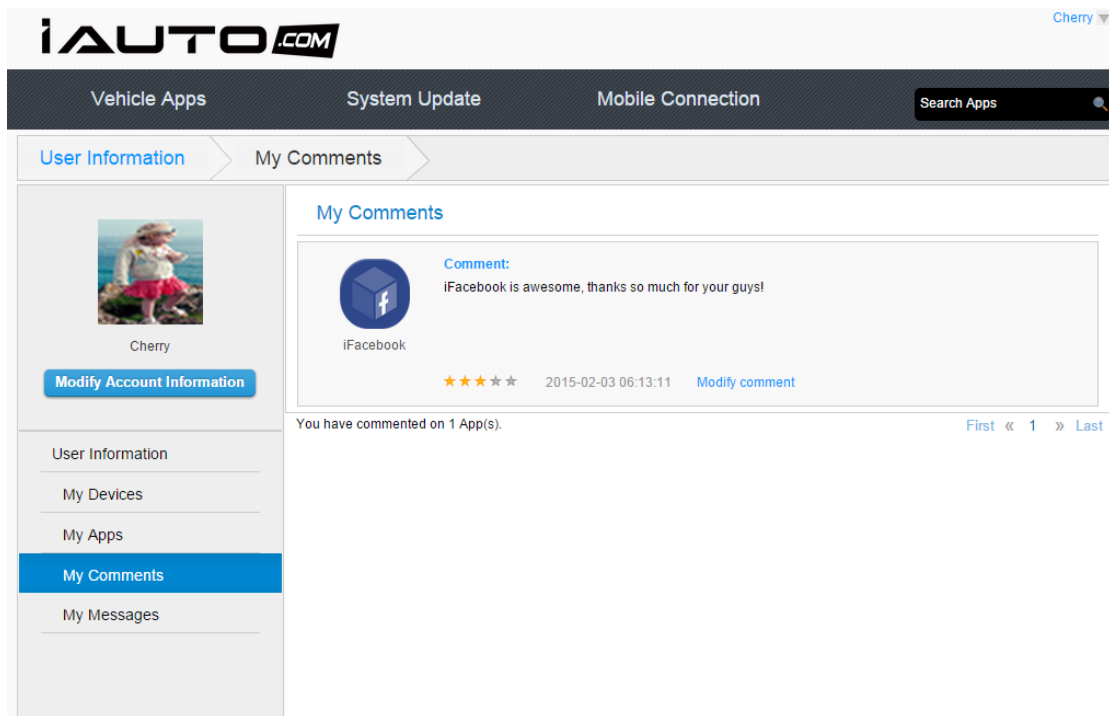 Cherry
iAUTO.COM
Vehicle Apps System Update Mobile Connection Search Apps
User Information My Comments
My Comments
Comment:
iFacebook is awesome, thanks so much for your guys!
f
iFacebook
Cherry
Modify Account Information
2015-02-03 06:13:11 Modify comment
You have commented on 1 App(s). First « 1 » Last
User Information
My Devices
My Apps
My Comments
My Messages